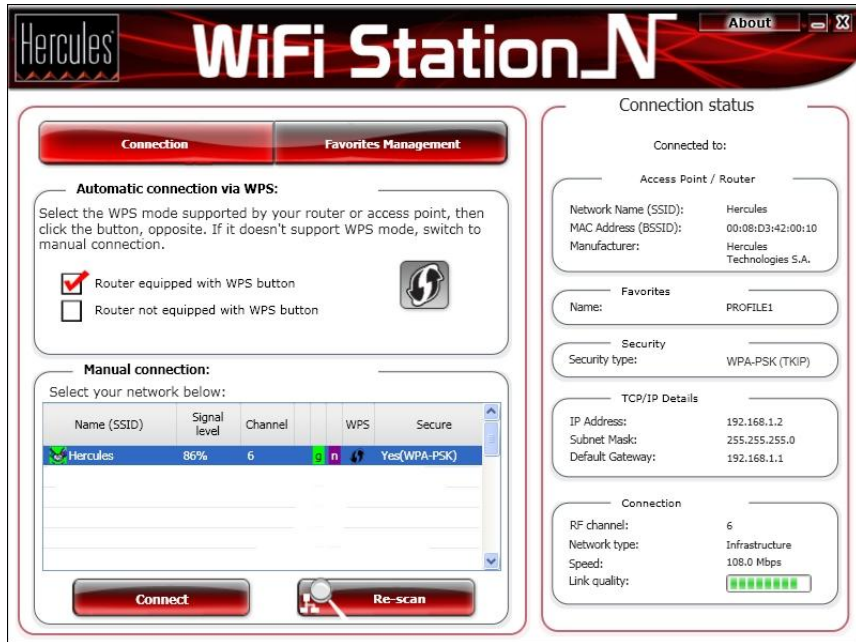 Hercules
WiFi Station_N
About
Connection
Favorites Management
Automatic connection via WPS:
Select the WPS mode supported by your router or access point, then
click the button, opposite. If it doesn't support WPS mode, switch to
manual connection.
Router equipped with WPS button
Router not equipped with WPS button
Manual connection:
Select your network below:
Name (SSID) Signal level Channel WPS Secure
Hercules 86% 6 g n Yes(WPA-PSK)
Connect
Re-scan
Connection status
Connected to:
Access Point / Router
Network Name (SSID): Hercules
MAC Address (BSSID): 00:08:D3:42:00:10
Manufacturer: Hercules
Technologies S.A.
Favorites
Name: PROFILE1
Security
Security type: WPA-PSK (TKIP)
TCP/IP Details
IP Address: 192.168.1.2
Subnet Mask: 255.255.255.0
Default Gateway: 192.168.1.1
Connection
RF channel: 6
Network type: Infrastructure
Speed: 108.0 Mbps
Link quality: